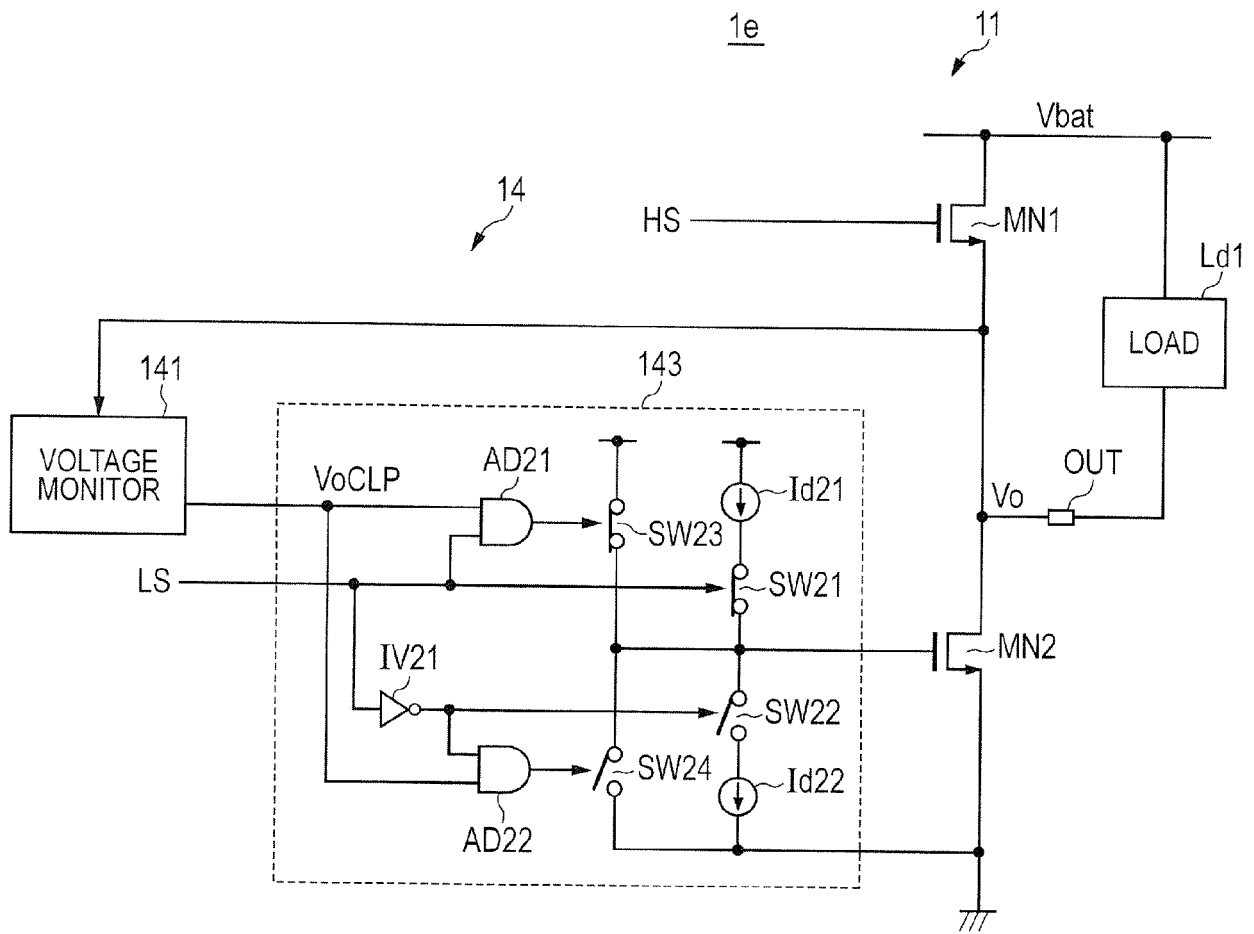 1e
11
Vbat
14
HS
MN1
Ld1
LOAD
141
143
VOLTAGE
MONITOR
VoCLP
AD21
Id21
OUT
Vo
SW23
LS
SW21
IV21
MN2
SW22
SW24
Id22
AD22